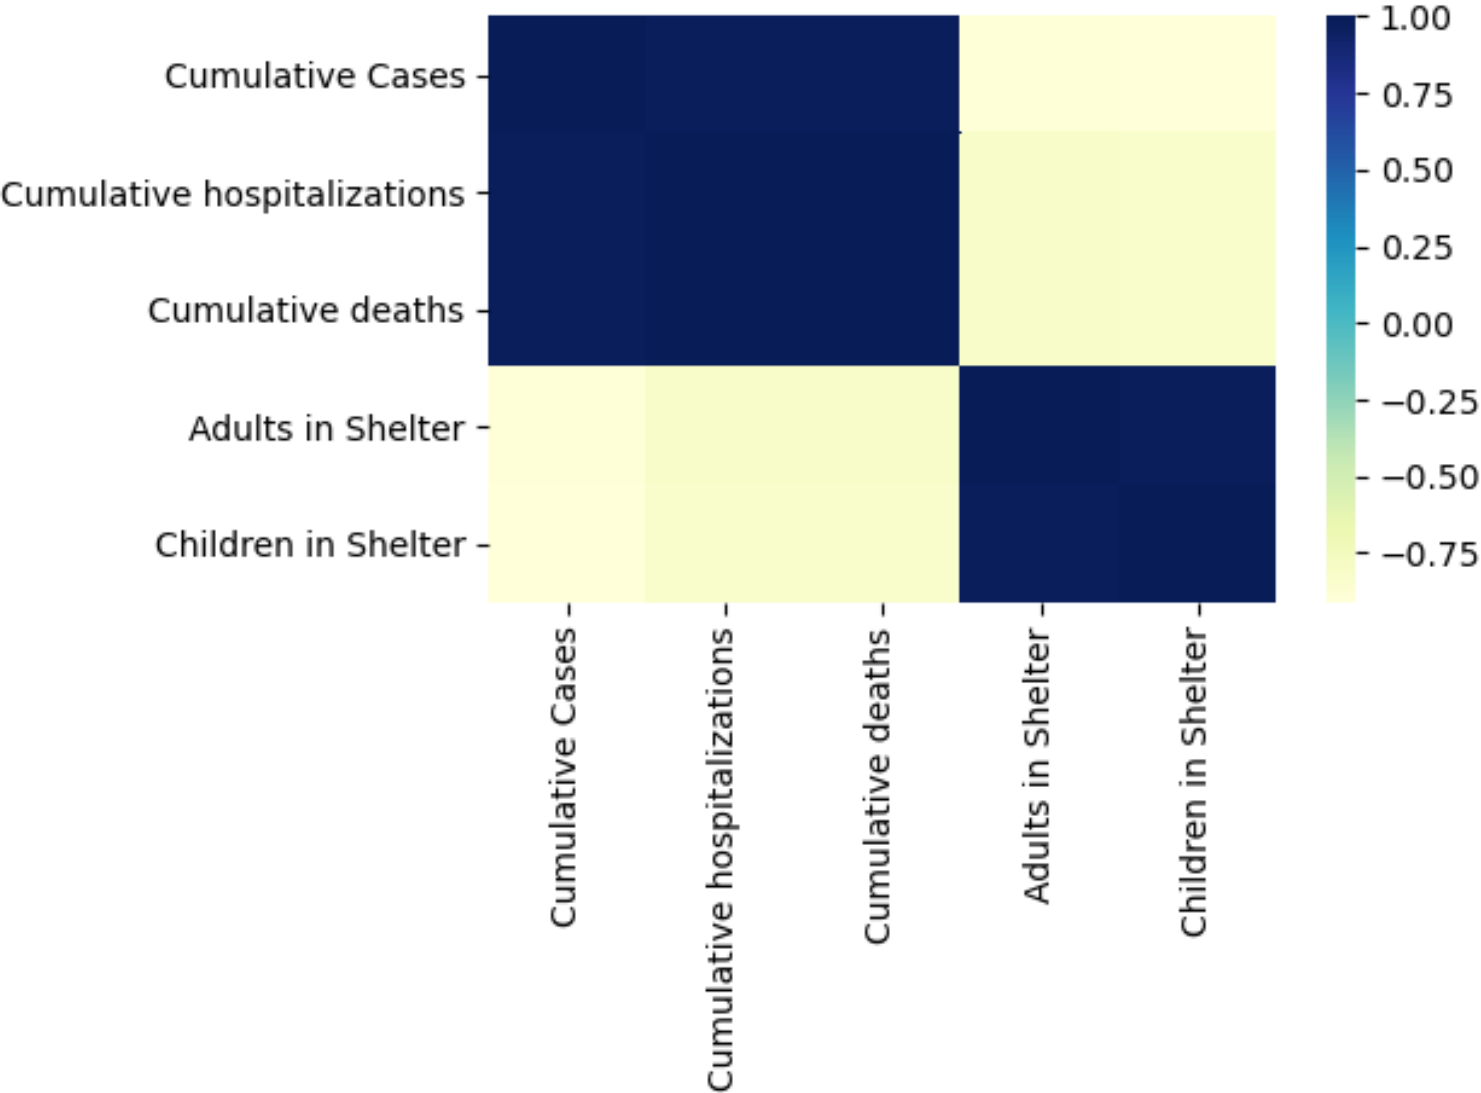 Cumulative Cases
Cumulative hospitalizations
Cumulative deaths
Adults in Shelter
Children in Shelter
Cumulative Cases
Cumulative hospitalizations
Cumulative deaths
Adults in Shelter
Children in Shelter
1.00
0.75
0.50
0.25
0.00
−0.25
−0.50
−0.75